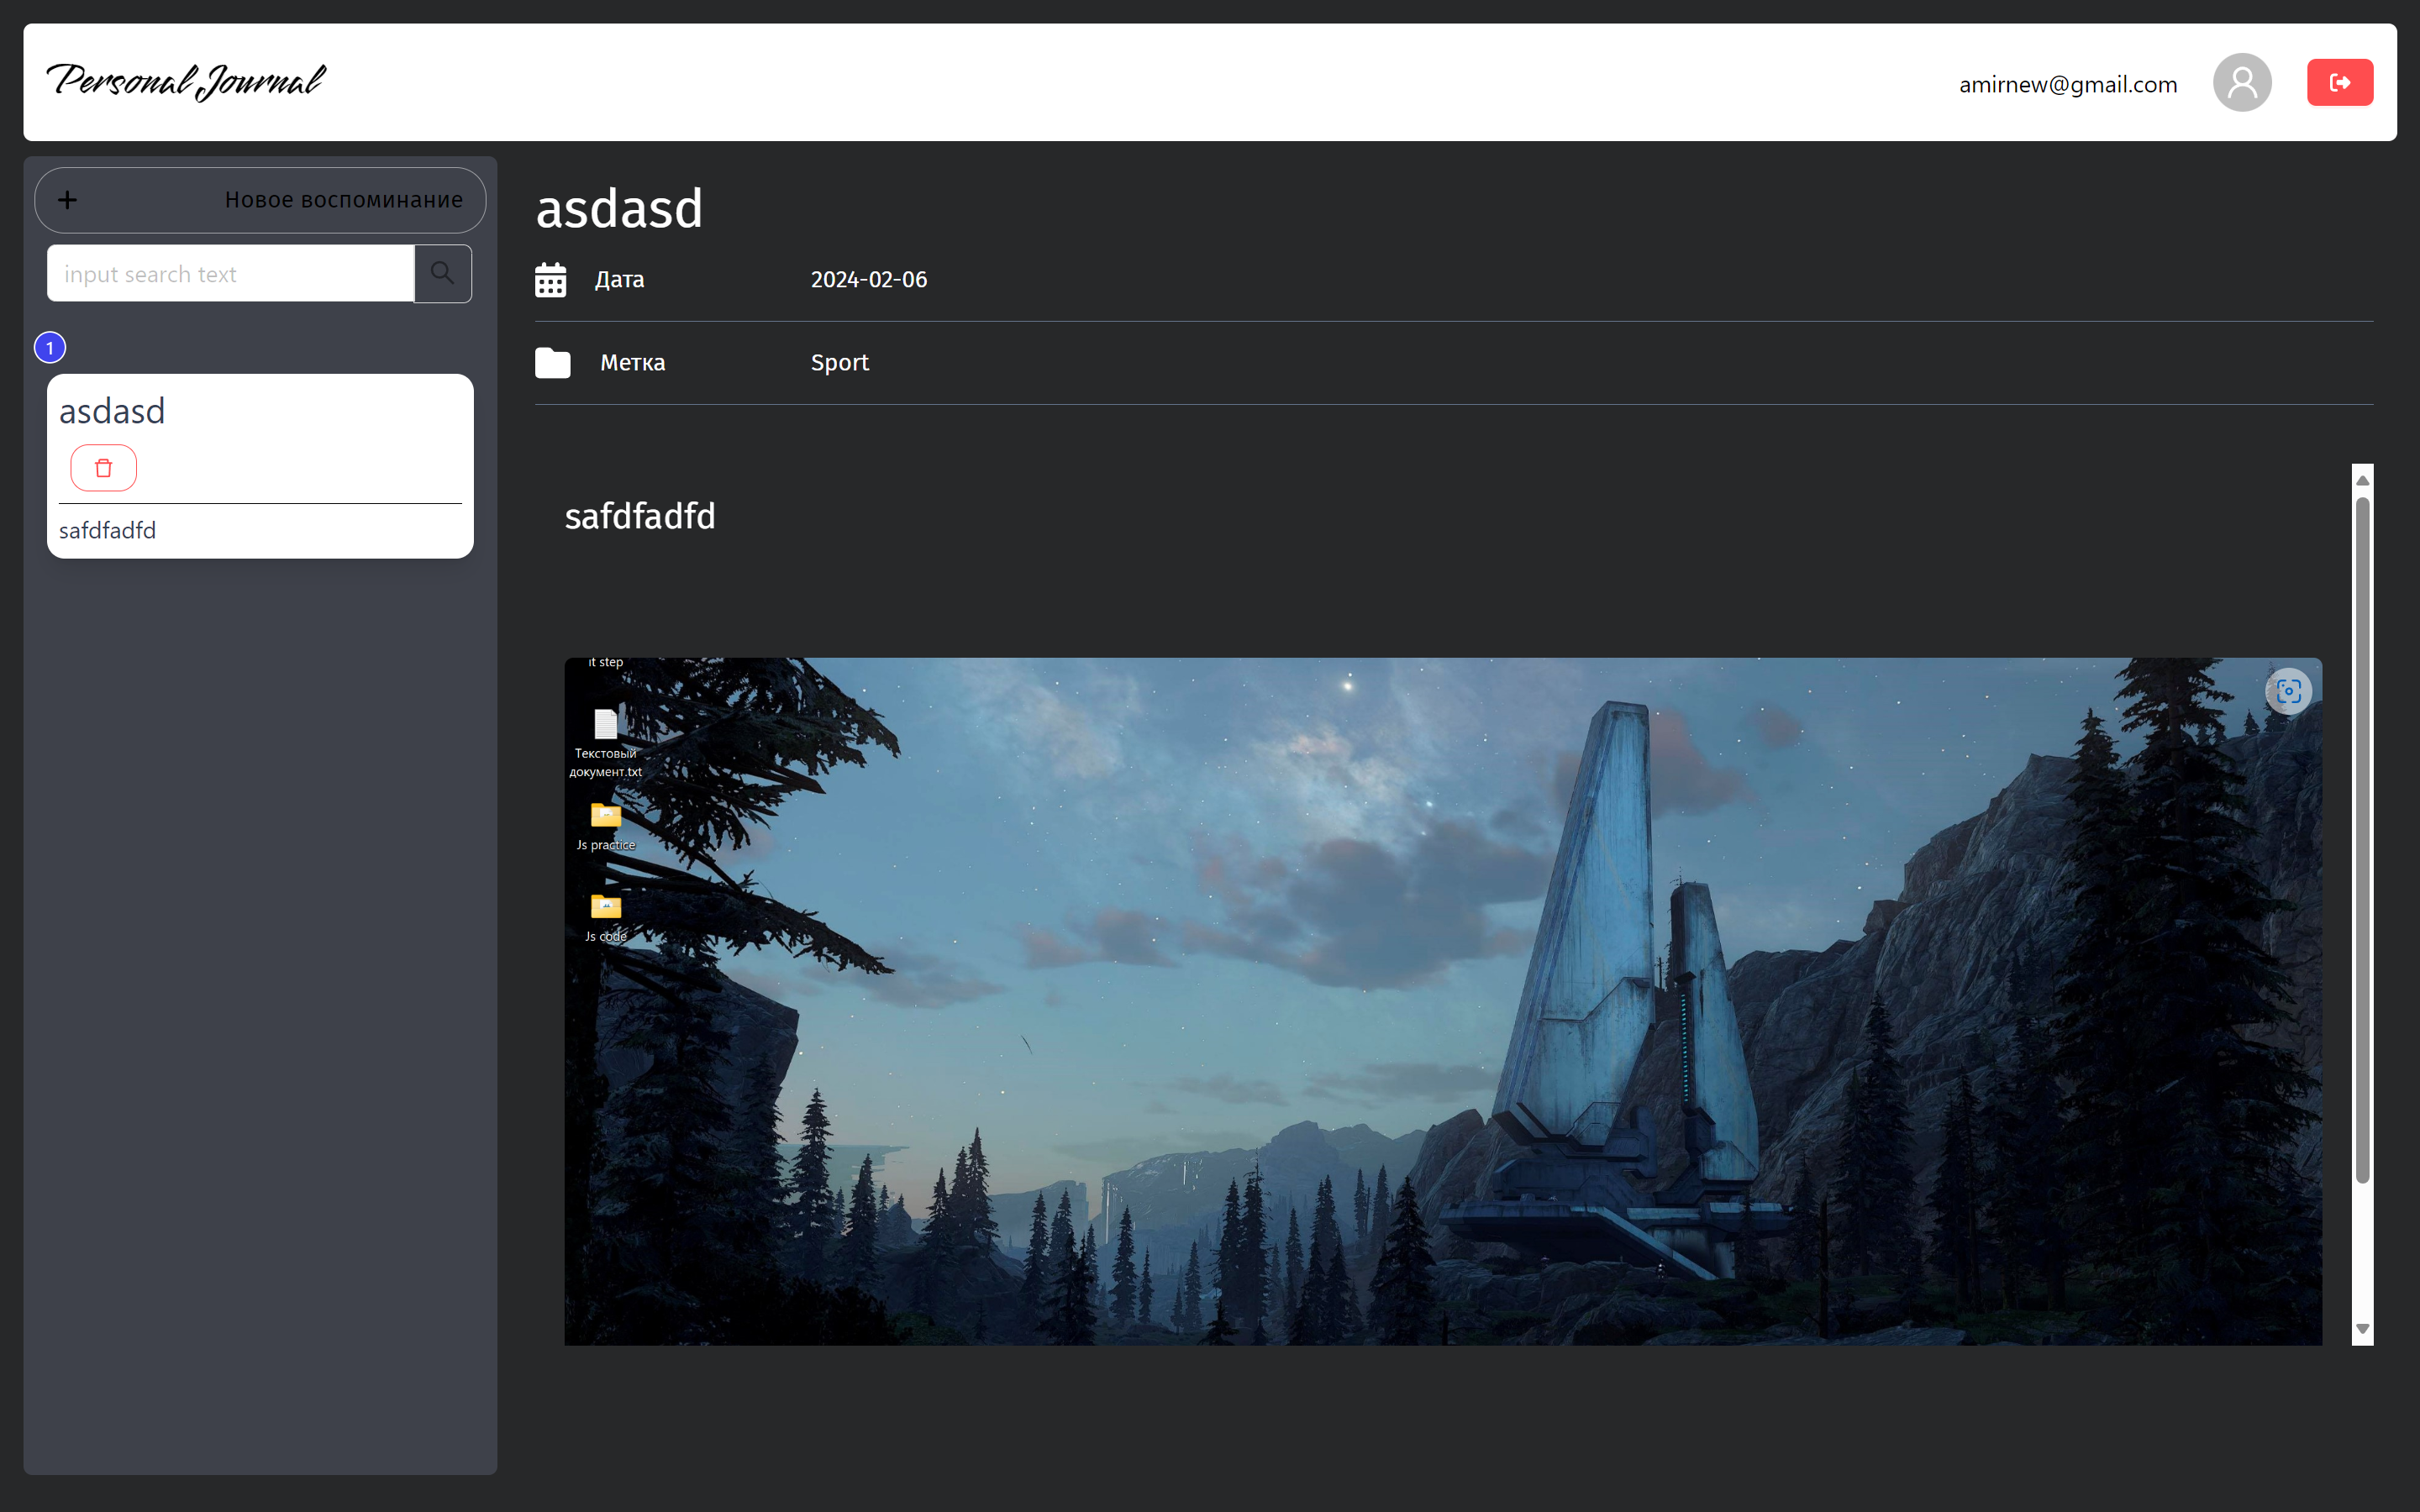 Personal Journal
amirnew@gmail.com
Новое воспоминание
input search text
1
asdasd
safdfadfd
asdasd
Дата 2024-02-06
Метка Sport
safdfadfd
it step
Текстовый
документ.txt
Js practice
Js code